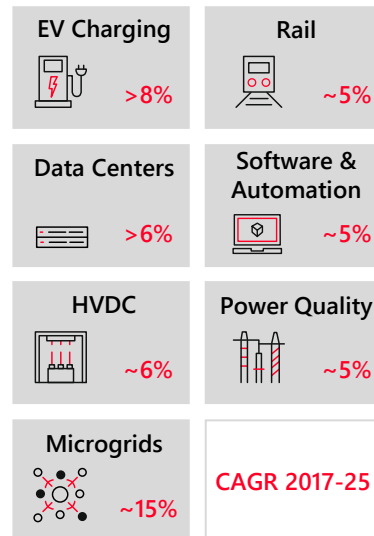 EV Charging
>8%
Rail
~5%
Data Centers
>6%
Software &
Automation
~5%
HVDC
~6%
Power Quality
~5%
Microgrids
~15%
CAGR 2017-25